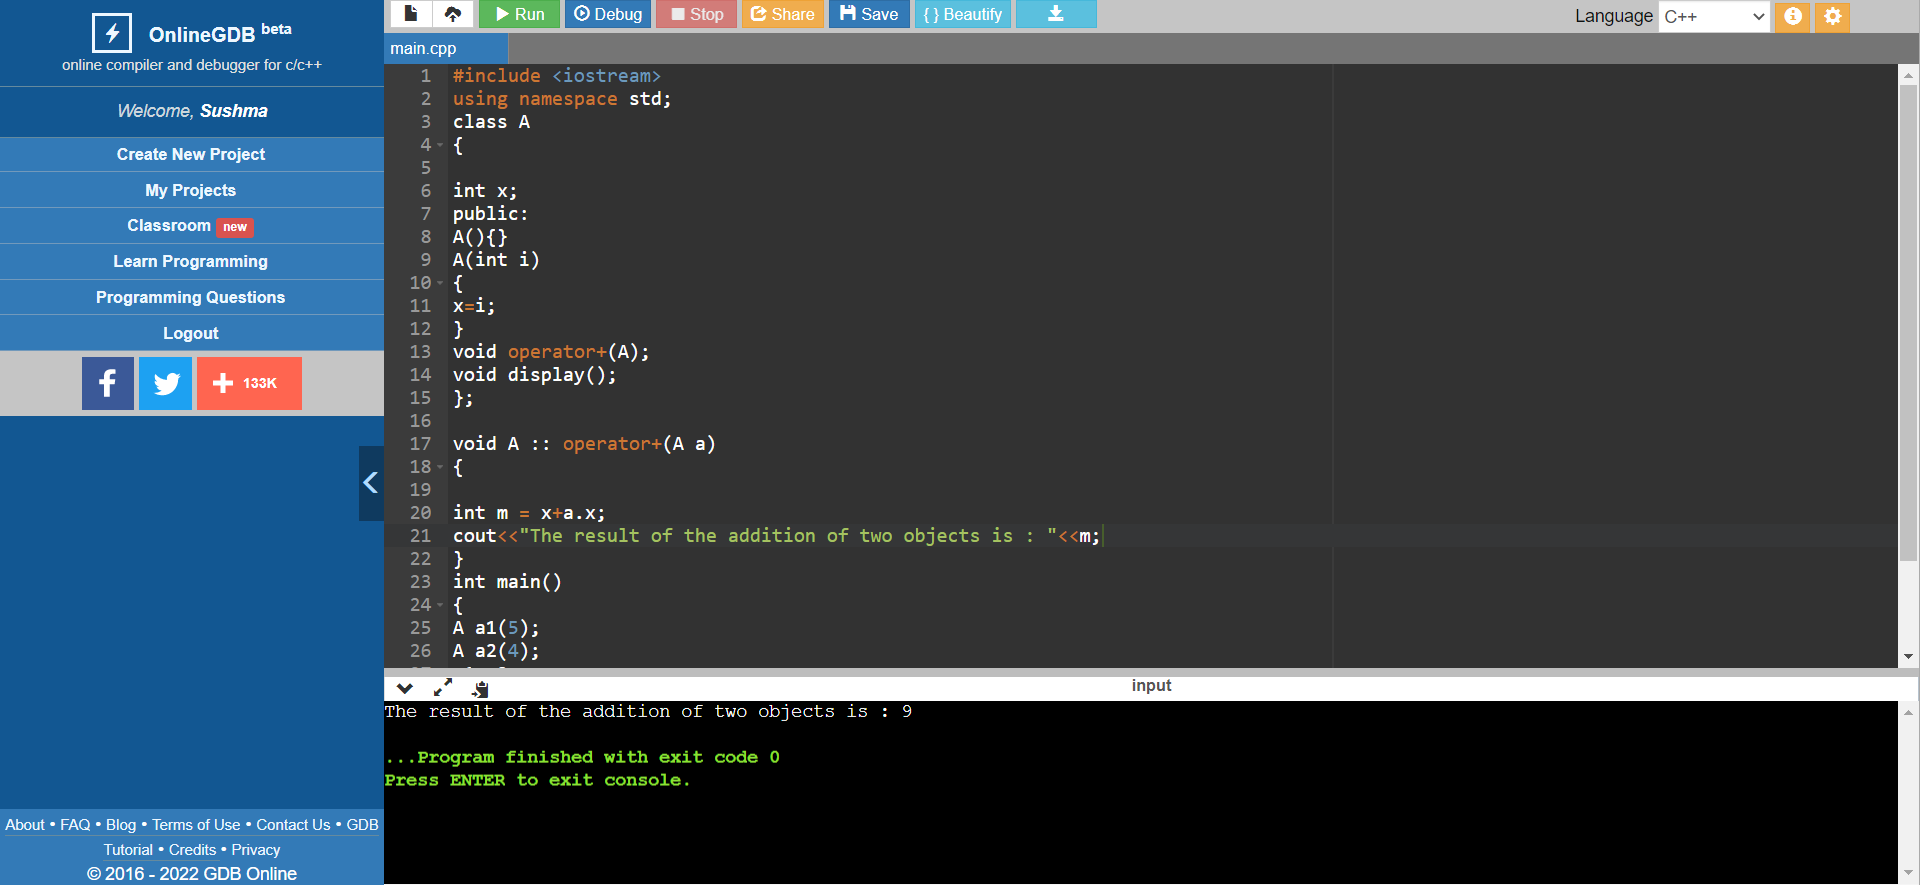 OnlineGDB beta
online compiler and debugger for c/c++
Welcome, Sushma
Create New Project
My Projects
Classroom new
Learn Programming
Programming Questions
Logout
133K
About • FAQ • Blog • Terms of Use • Contact Us • GDB
Tutorial • Credits • Privacy
© 2016 - 2022 GDB Online
Run Debug Stop Share Save { } Beautify
Language C++
main.cpp
1 #include <iostream>
2 using namespace std;
3 class A
4 {
5
6 int x;
7 public:
8 A(){}
9 A(int i)
10 {
11 x=i;
12 }
13 void operator+(A);
14 void display();
15 };
16
17 void A :: operator+(A a)
18 {
19
20 int m = x+a.x;
21 cout<<"The result of the addition of two objects is : "<<m;
22 }
23 int main()
24 {
25 A a1(5);
26 A a2(4);
input
The result of the addition of two objects is : 9
...Program finished with exit code 0
Press ENTER to exit console.